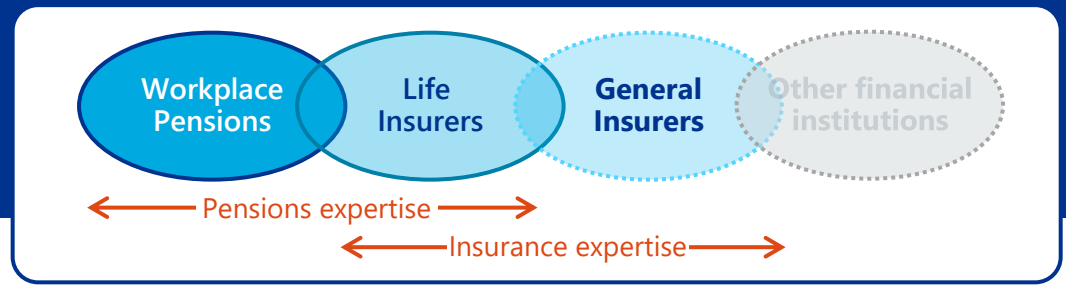 Workplace
Pensions
Life
Insurers
General
Insurers
Other financial
institutions
Pensions expertise
Insurance expertise